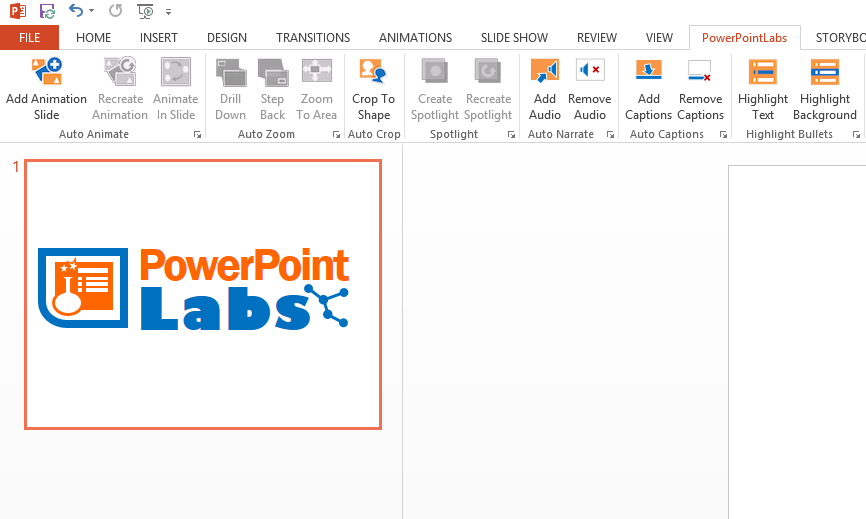 FILE HOME INSERT DESIGN TRANSITIONS ANIMATIONS SLIDE SHOW REVIEW VIEW PowerPointLabs STORYBO
Add Animation Slide
Recreate Animation
Animate In Slide
Auto Animate
Drill Down
Step Back
Zoom To Area
Auto Zoom
Crop To Shape
Auto Crop
Create Spotlight
Recreate Spotlight
Spotlight
Add Audio
Remove Audio
Auto Narrate
Add Captions
Remove Captions
Auto Captions
Highlight Text
Highlight Background
Highlight Bullets
1
PowerPoint
Labs